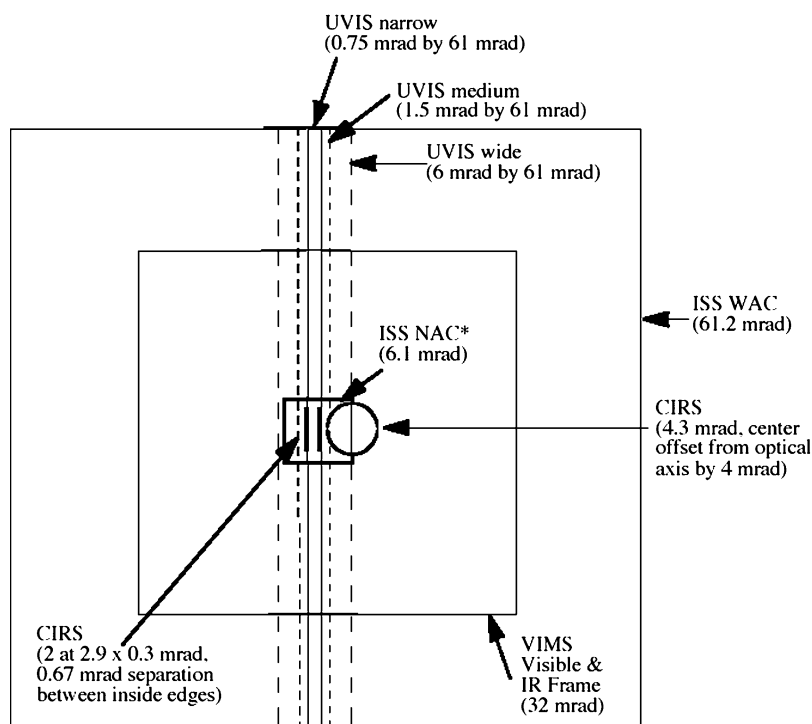 UVIS narrow
(0.75 mrad by 61 mrad)
UVIS medium
(1.5 mrad by 61 mrad)
UVIS wide
(6 mrad by 61 mrad)
ISS WAC
(61.2 mrad)
ISS NAC*
(6.1 mrad)
CIRS
(4.3 mrad, center
offset from optical
axis by 4 mrad)
CIRS
(2 at 2.9 x 0.3 mrad,
0.67 mrad separation
between inside edges)
VIMS
Visible &
IR Frame
(32 mrad)